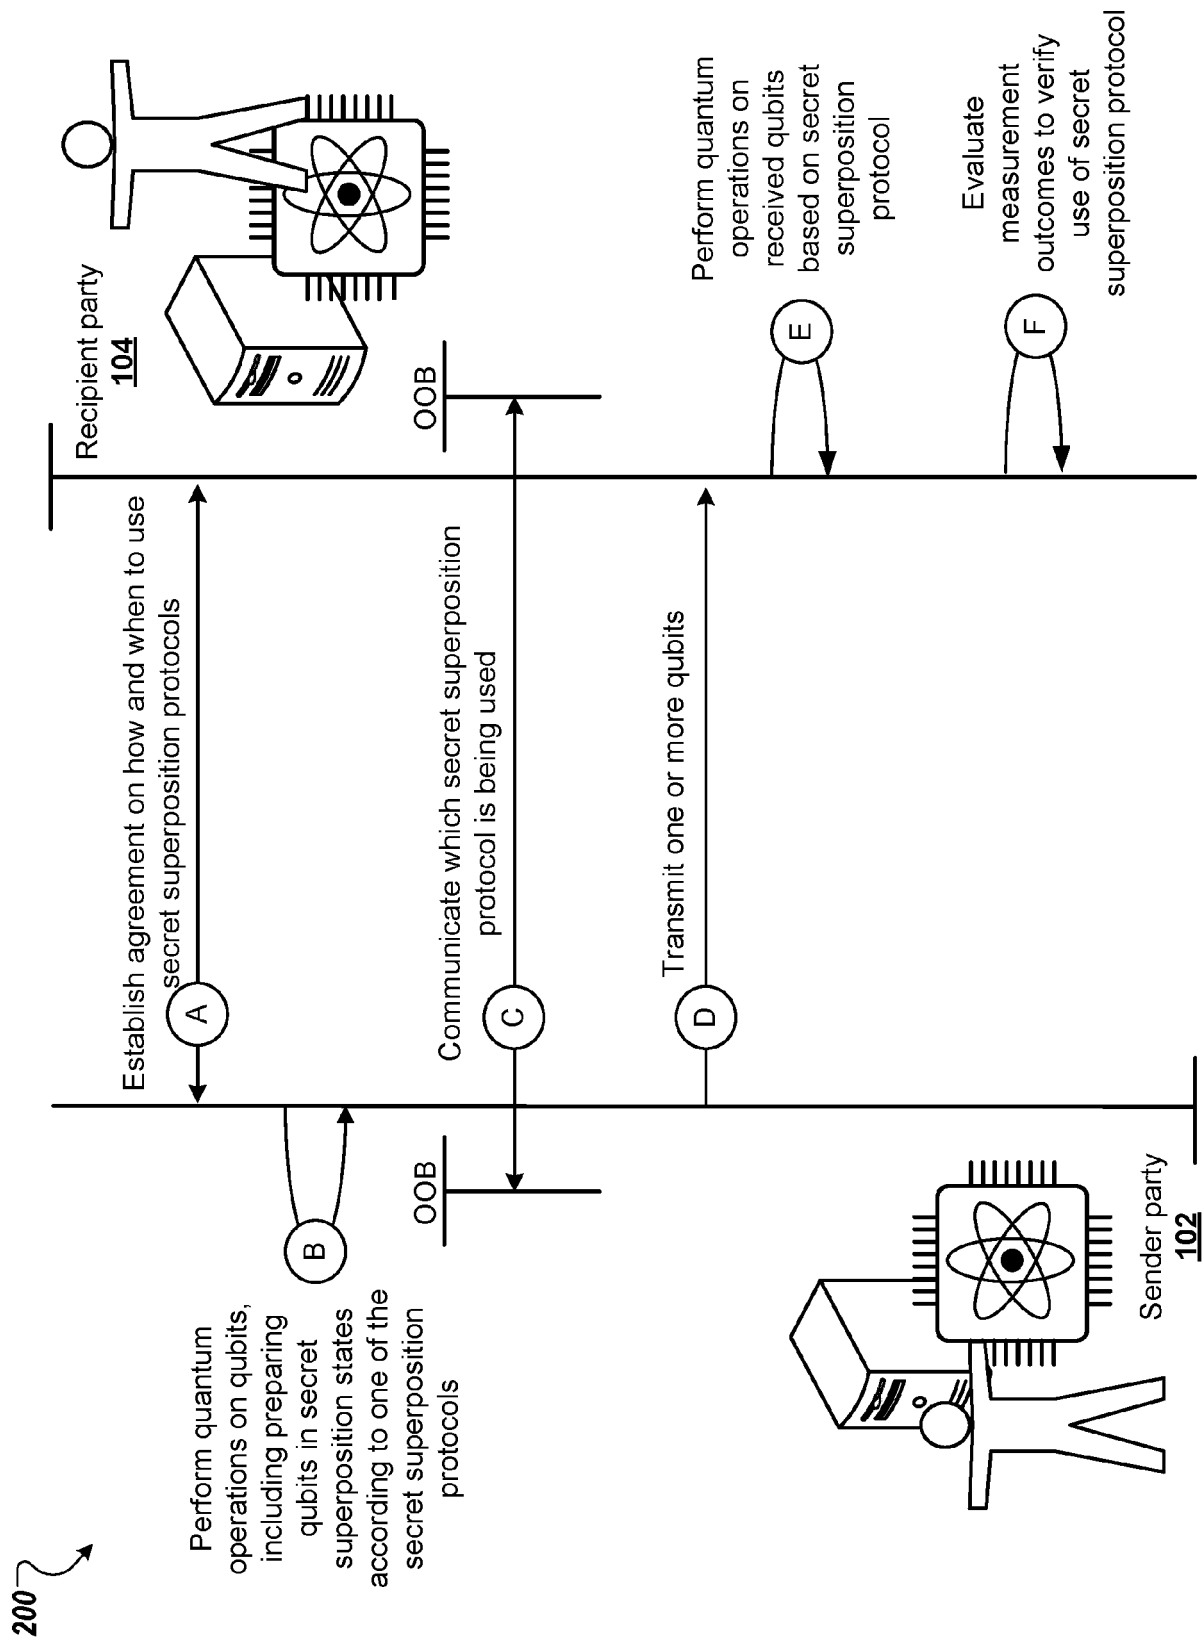 200
Recipient party
104
Establish agreement on how and when to use
secret superposition protocols
A
Perform quantum
operations on qubits,
including preparing
qubits in secret
superposition states
according to one of the
secret superposition
protocols
B
OOB
OOB
Communicate which secret superposition
protocol is being used
C
Transmit one or more qubits
D
Perform quantum
operations on
received qubits
based on secret
superposition
protocol
E
Evaluate
measurement
outcomes to verify
use of secret
superposition protocol
F
Sender party
102